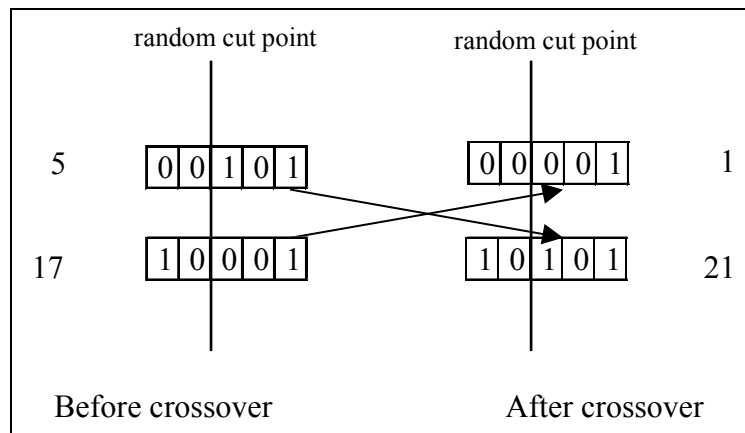 random cut point random cut point
5 0 0 1 0 1 0 0 0 0 1 1
17 1 0 0 0 1 1 0 1 0 1 21
Before crossover After crossover